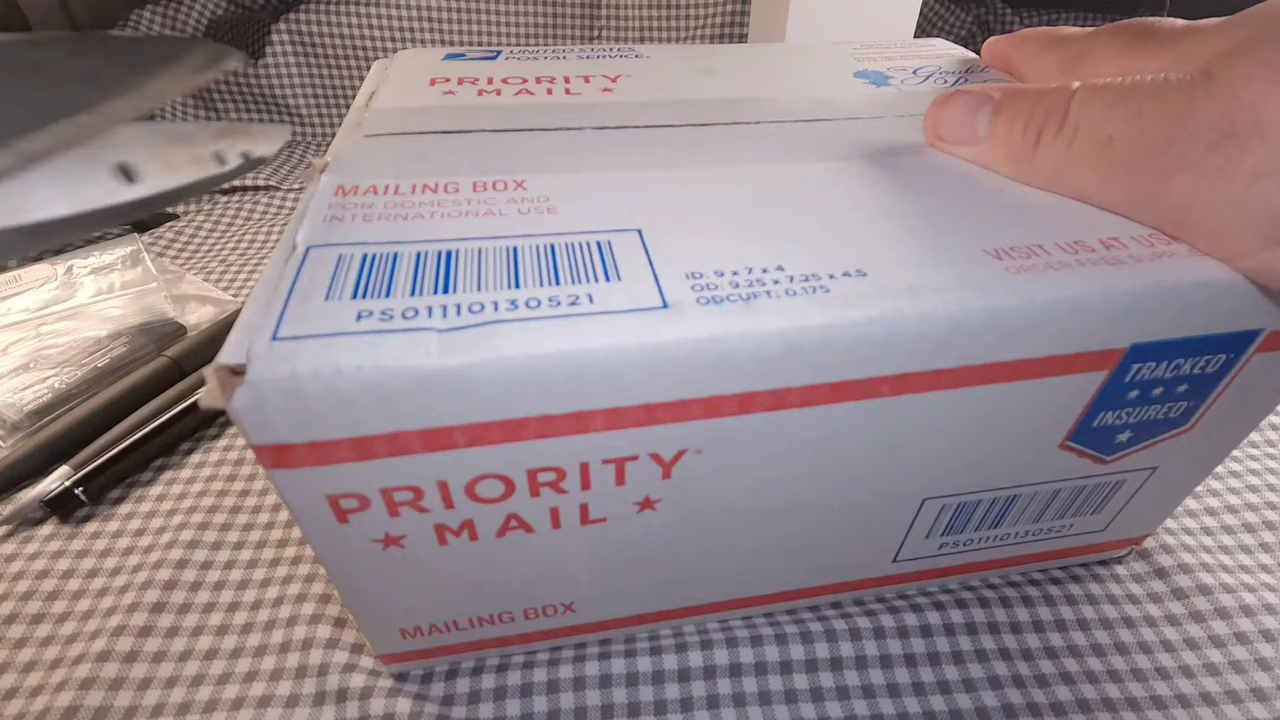 UNITED STATES
POSTAL SERVICE®
PRIORITY
★ MAIL ★
Goulet
MAILING BOX
FOR DOMESTIC AND
INTERNATIONAL USE
PS01110130521
ID: 9 x 7 x 4
OD: 9.25 x 7.25 x 4.5
ODCUFT: 0.175
VISIT US AT
ORDER FREE
TRACKED
★ ★ ★
INSURED
★
PRIORITY®
★ MAIL ★
PS01110130521
MAILING BOX